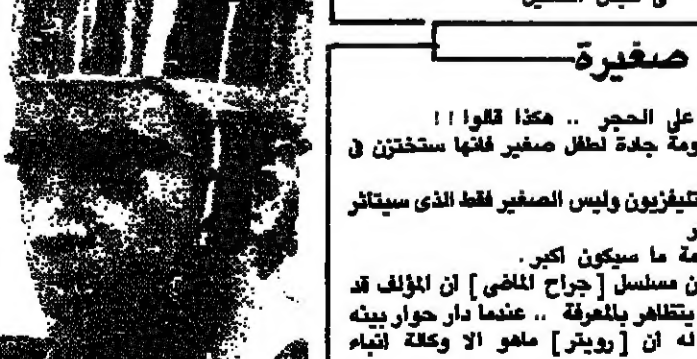 صغيرة
على الحجر .. هكذا قالوا !!
ومة جادة لطفل صغير فانها ستختزن فى
تليفزيون وليس الصغير فقط الذى سيتأثر
ر
مة ما سيكون اكبر .
ن مسلسل [ جراح الماضى ] ان المؤلف قد
يتظاهر بالمعرفة .. عندما دار حوار بينه
له ان [ رويتر ] ماهو الا وكالة انباء